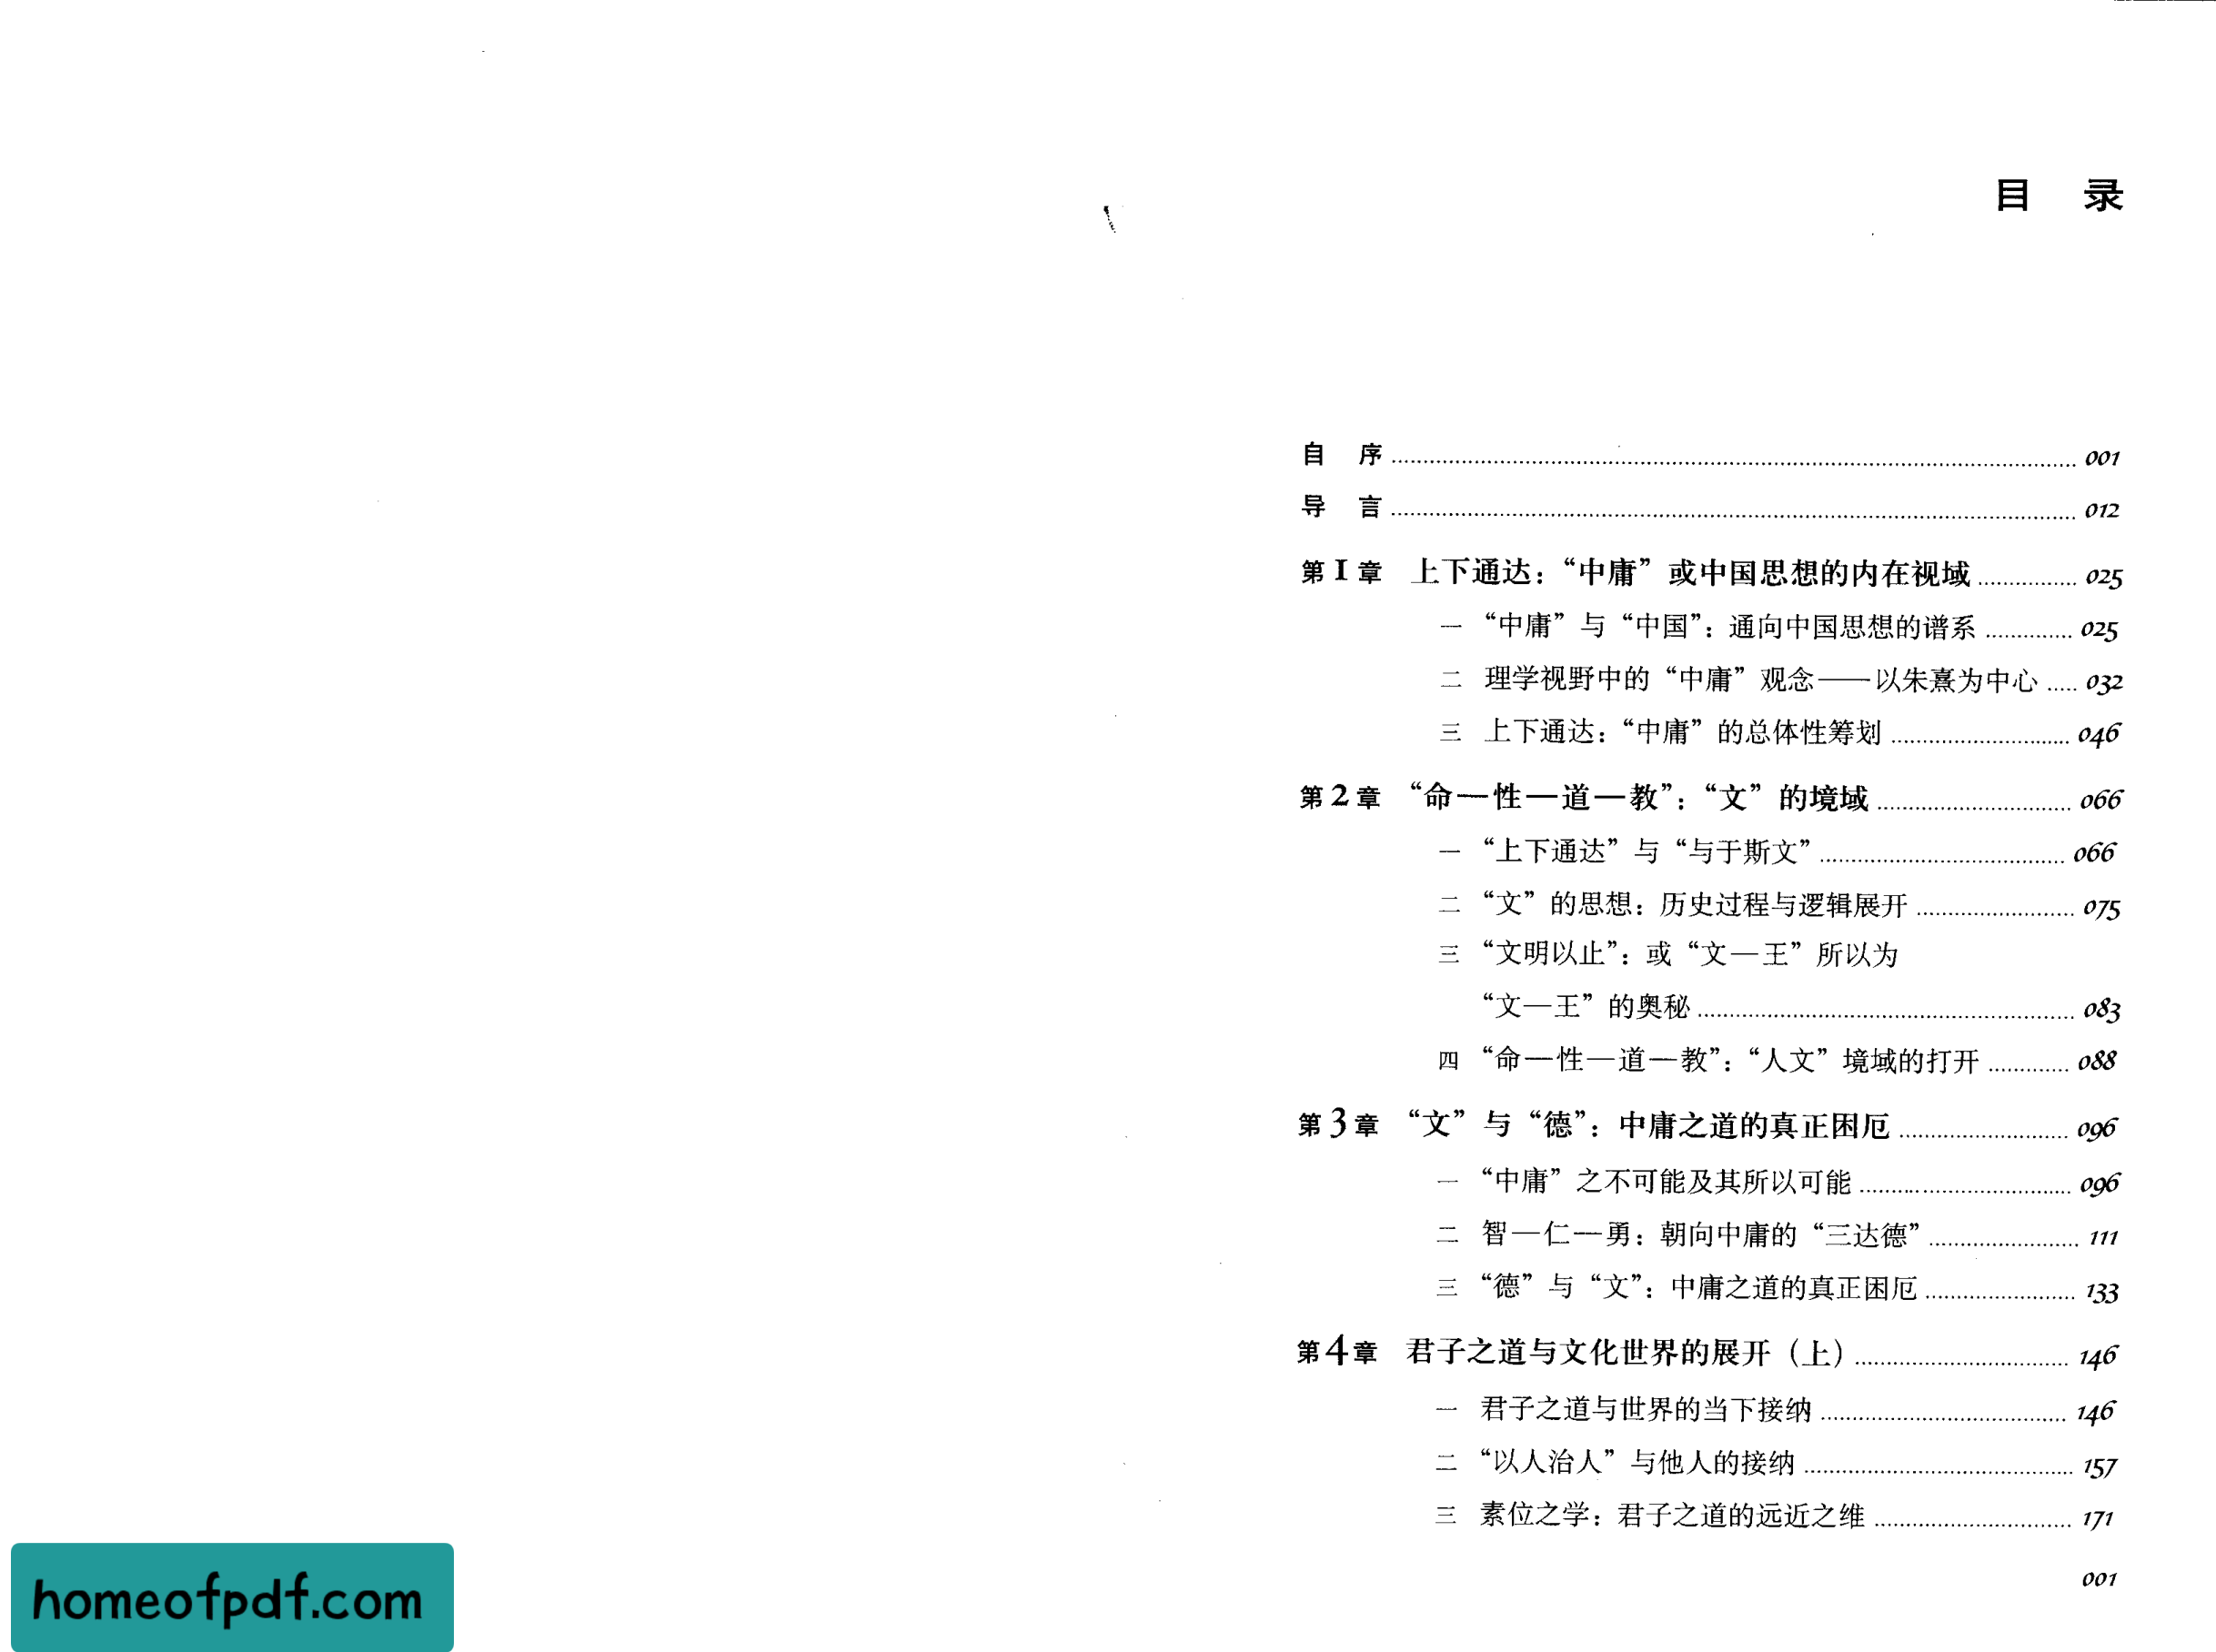 目 录
自 序 001
导 言 012
第1章 上下通达：“中庸”或中国思想的内在视域 025
一 “中庸”与“中国”：通向中国思想的谱系 025
二 理学视野中的“中庸”观念——以朱熹为中心 032
三 上下通达：“中庸”的总体性筹划 046
第2章 “命—性—道—教”：“文”的境域 066
一 “上下通达”与“与于斯文” 066
二 “文”的思想：历史过程与逻辑展开 075
三 “文明以止”：或“文—王”所以为
“文—王”的奥秘 083
四 “命—性—道—教”：“人文”境域的打开 088
第3章 “文”与“德”：中庸之道的真正困厄 096
一 “中庸”之不可能及其所以可能 096
二 智—仁—勇：朝向中庸的“三达德” 111
三 “德”与“文”：中庸之道的真正困厄 133
第4章 君子之道与文化世界的展开（上） 146
一 君子之道与世界的当下接纳 146
二 “以人治人”与他人的接纳 157
三 素位之学：君子之道的远近之维 171
001
homeofpdf.com